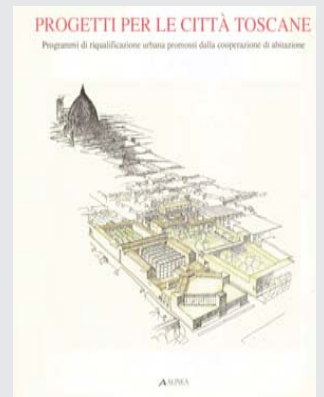 PROGETTI PER LE CITTÀ TOSCANE
Programmi di riqualificazione urbana promossi dalla cooperazione di abitazione
ALINEA